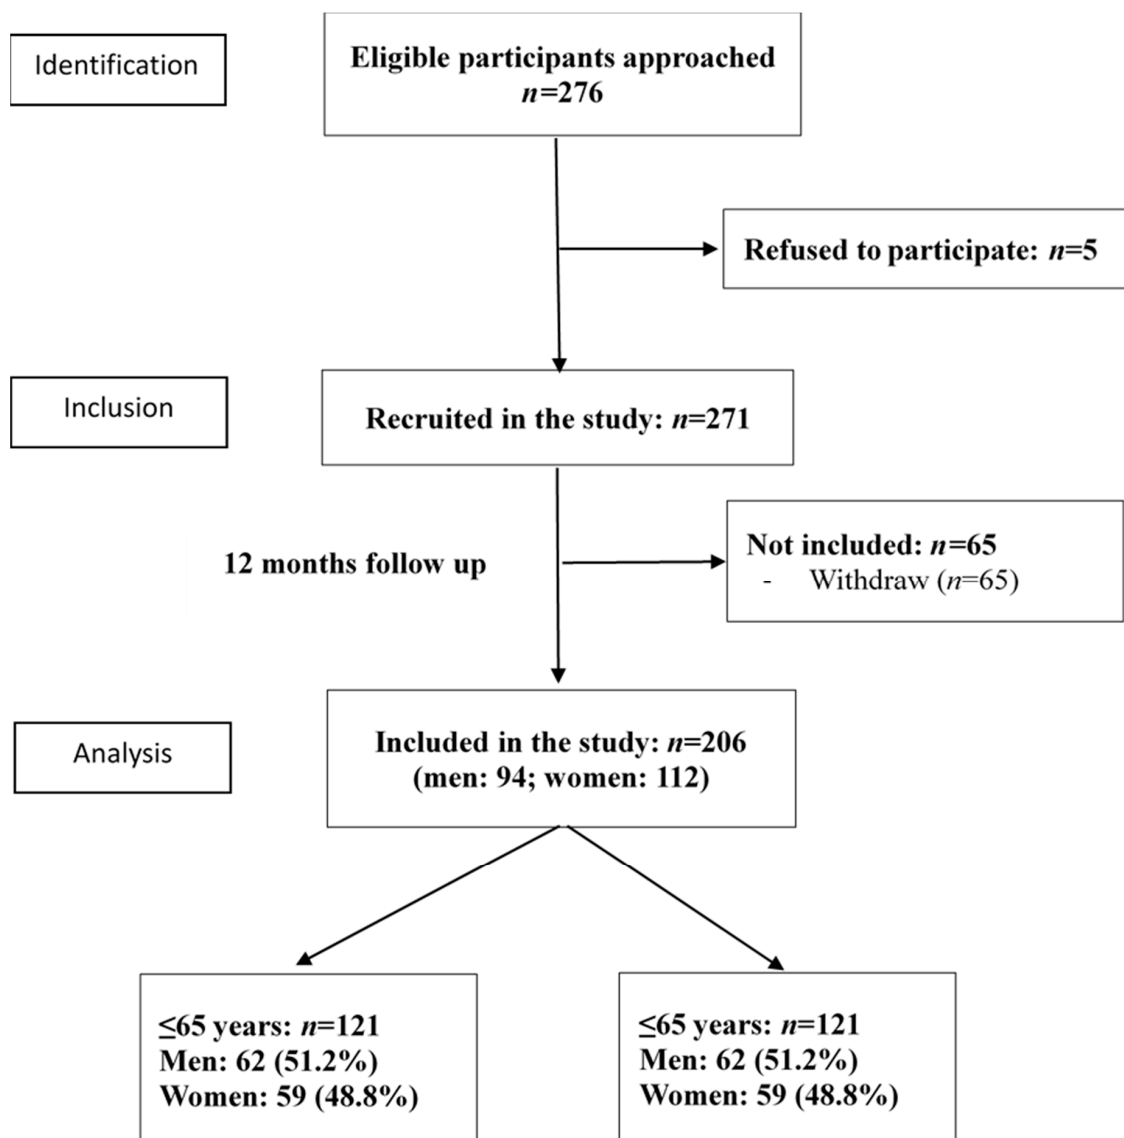 Identification
Eligible participants approached
n=276
Refused to participate: n=5
Inclusion
Recruited in the study: n=271
12 months follow up
Not included: n=65
- Withdraw (n=65)
Analysis
Included in the study: n=206
(men: 94; women: 112)
≤65 years: n=121
Men: 62 (51.2%)
Women: 59 (48.8%)
≤65 years: n=121
Men: 62 (51.2%)
Women: 59 (48.8%)